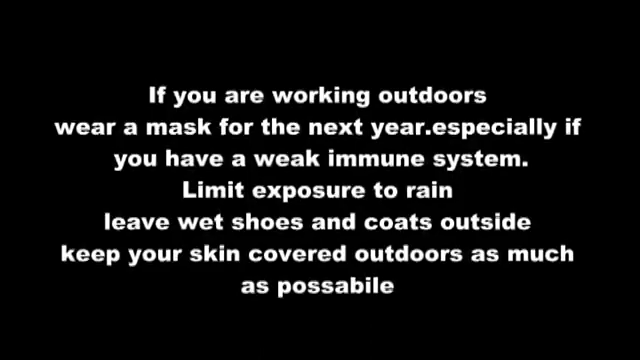 If you are working outdoors
wear a mask for the next year.especially if
you have a weak immune system.
Limit exposure to rain
leave wet shoes and coats outside
keep your skin covered outdoors as much
as possabile